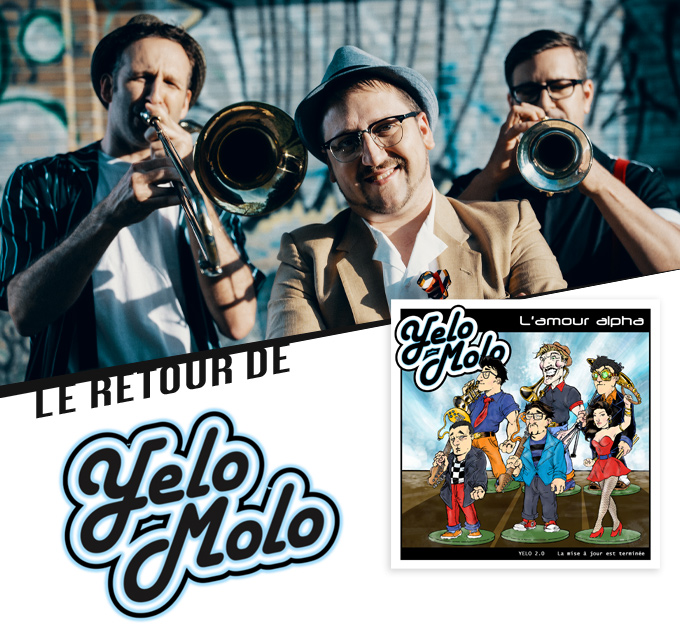 LE RETOUR DE
Yelo
Molo
Yelo
Molo
L'amour alpha
YELO 2.0 La mise à jour est terminée